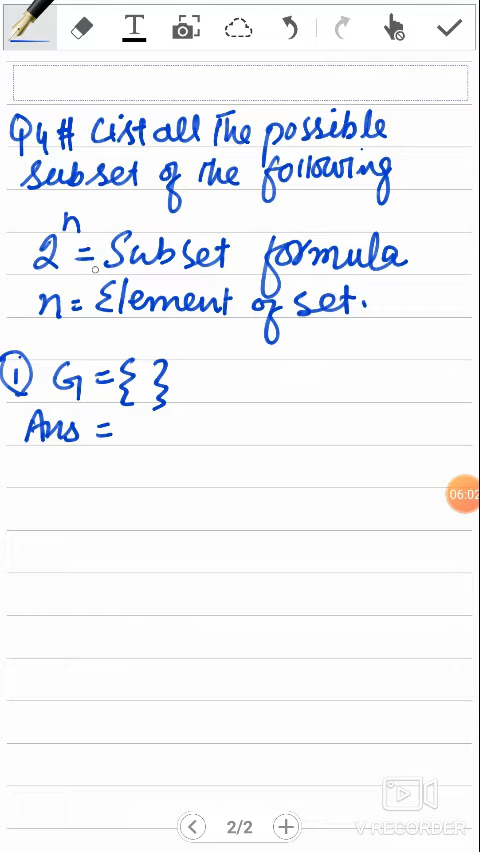 T
Q4# List all The possible
subset of the following
2ⁿ = Subset formula
n = Element of set.
① G = { }
Ans =
06:02
2/2
V RECORDER